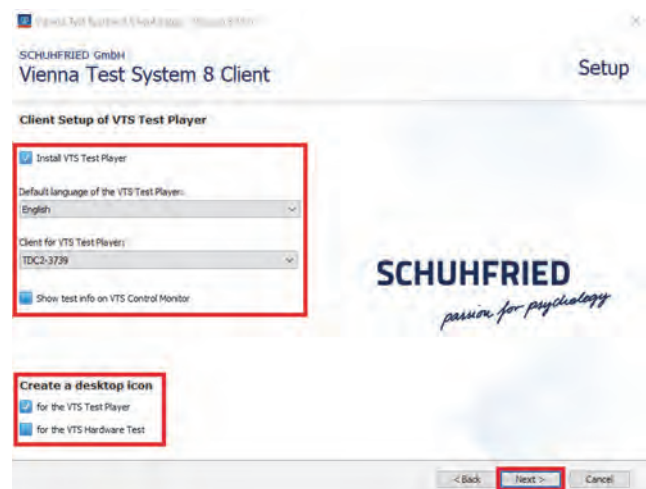 SCHUHFRIED GmbH
Vienna Test System 8 Client
Setup
Client Setup of VTS Test Player
Install VTS Test Player
Default language of the VTS Test Player:
English
Client for VTS Test Player:
TDC2-3739
Show test info on VTS Control Monitor
SCHUHFRIED
passion for psychology
Create a desktop icon
for the VTS Test Player
for the VTS Hardware Test
< Back
Next >
Cancel